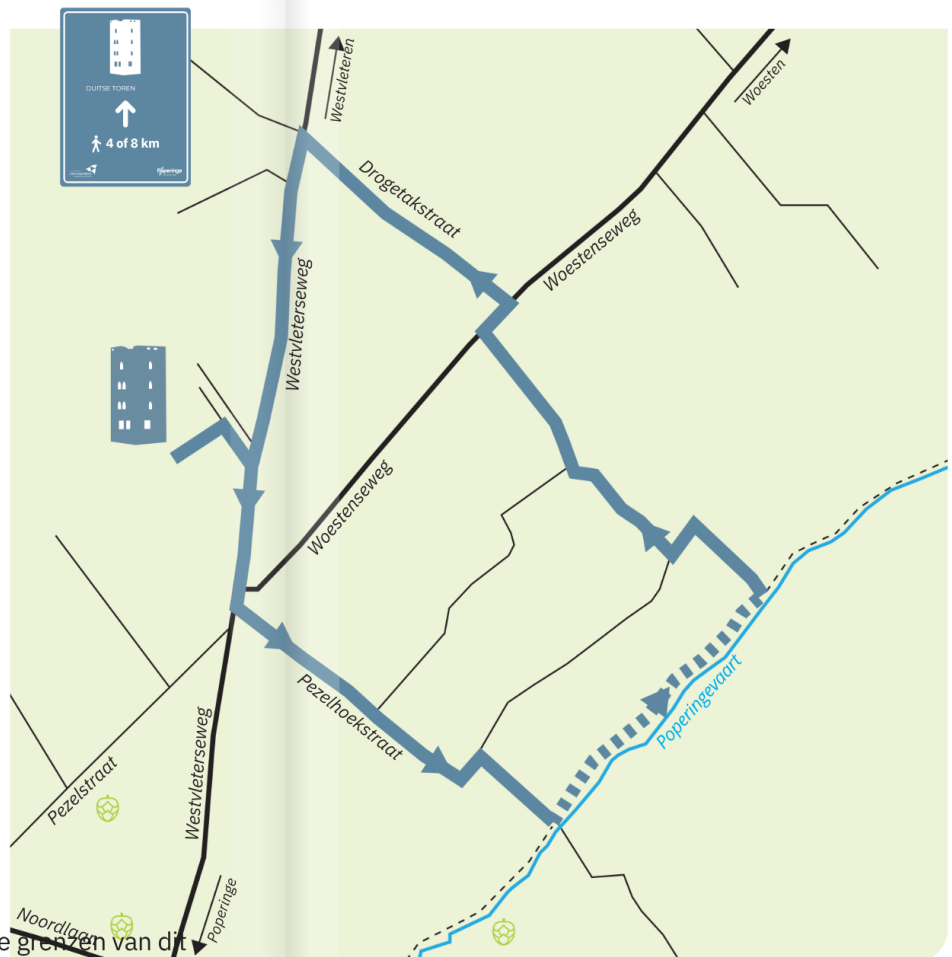 DUITSE TOREN
4 of 8 km
Poperinge
Westvleteren
Woesten
Drogetakstraat
Woestenseweg
Westvleterseweg
Woestenseweg
Poperingevaart
Pezelhoekstraat
Westvleterseweg
Pezelstraat
Poperinge
Noordlaan
e grenzen van dit